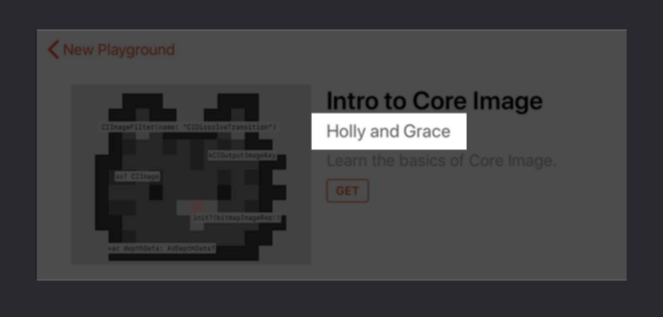 New Playground
CIImageFilter(name: "CIDissolveTransition")
kCIOutputImageKey
as? CIImage
init?(bitmapImageRep:)
var depthData: AVDepthData?
Intro to Core Image
Holly and Grace
Learn the basics of Core Image.
GET